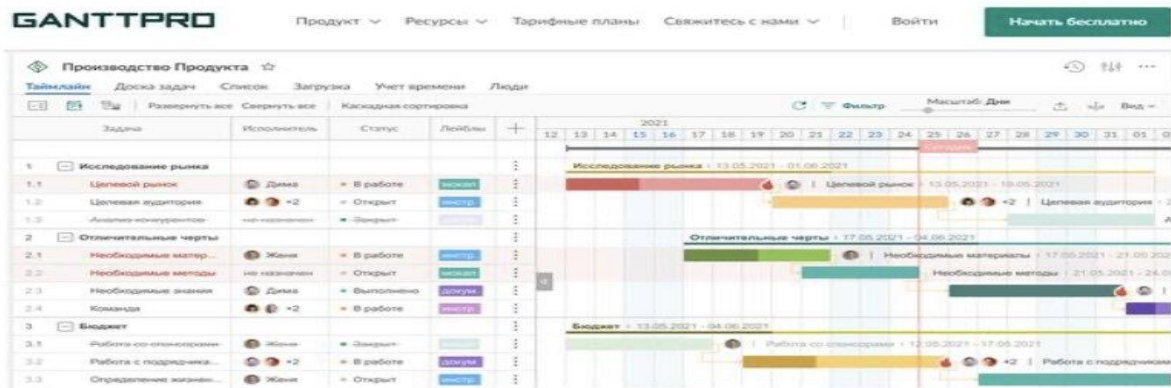 GANTTPRO Продукт Ресурсы Тарифные планы Свяжитесь с нами Войти Начать бесплатно
Производство Продукта
Таймлайн Доска задач Список Загрузка Учет времени Люди
Развернуть все Свернуть все Каскадная сортировка Фильтр Масштаб: Дни Вид
Задача Исполнитель Статус Лейблы
2021
12 13 14 15 16 17 18 19 20 21 22 23 24 25 26 27 28 29 30 31 01
Сегодня
1 Исследование рынка Исследование рынка 13.05.2021 - 01.06.2021
1.1 Целевой рынок Дима В работе Целевой рынок 13.05.2021 - 19.05.2021
1.2 Целевая аудитория +2 Открыт инстр +2 Целевая аудитория
1.3 Анализ конкурентов не назначен Закрыт
2 Отличительные черты Отличительные черты 17.05.2021 - 04.06.2021
2.1 Необходимые матер... Женя В работе инстр Необходимые материалы 17.05.2021 - 21.05.202
2.2 Необходимые методы не назначен Открыт Необходимые методы 21.05.2021 - 24.0
2.3 Необходимые знания Дима Выполнено докум
2.4 Команда +2 В работе инстр
3 Бюджет Бюджет 13.05.2021 - 04.06.2021
3.1 Работа со спонсорами Женя Закрыт Работа со спонсорами 12.05.2021 - 17.05.2021
3.2 Работа с подрядчика... +2 В работе докум +2 Работа с подрядчиками
3.3 Определение жизнен... Женя Открыт инстр